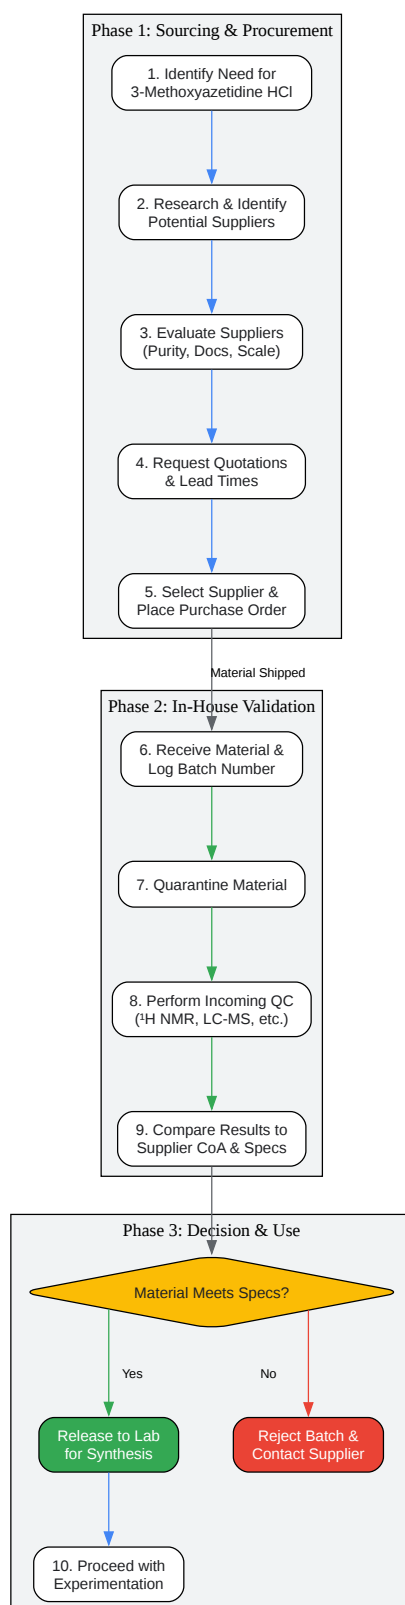 Phase 1: Sourcing & Procurement
1. Identify Need for
3-Methoxyazetidine HCl
2. Research & Identify
Potential Suppliers
3. Evaluate Suppliers
(Purity, Docs, Scale)
4. Request Quotations
& Lead Times
5. Select Supplier &
Place Purchase Order
Material Shipped
Phase 2: In-House Validation
6. Receive Material &
Log Batch Number
7. Quarantine Material
8. Perform Incoming QC
(¹H NMR, LC-MS, etc.)
9. Compare Results to
Supplier CoA & Specs
Phase 3: Decision & Use
Material Meets Specs?
Yes
No
Release to Lab
for Synthesis
Reject Batch &
Contact Supplier
10. Proceed with
Experimentation